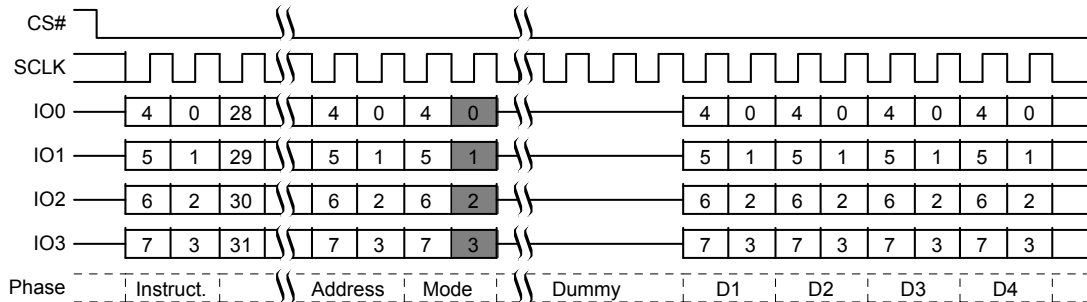 CS#
SCLK
IO0 4 0 28 4 0 4 0 4 0 4 0 4 0 4 0
IO1 5 1 29 5 1 5 1 5 1 5 1 5 1 5 1
IO2 6 2 30 6 2 6 2 6 2 6 2 6 2 6 2
IO3 7 3 31 7 3 7 3 7 3 7 3 7 3 7 3
Phase Instruct. Address Mode Dummy D1 D2 D3 D4